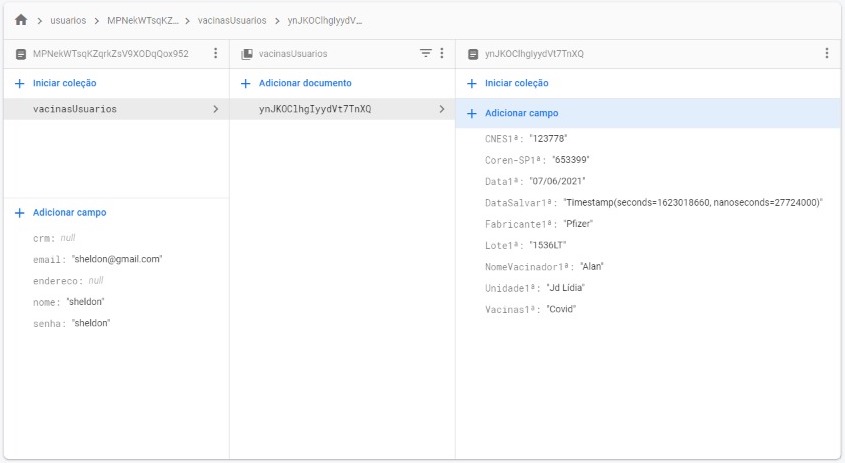 usuarios > MPNekWTsqKZ... > vacinasUsuarios > ynJKOClhgIyydV...
MPNekWTsqKZqrkZsV9XODqQox952
vacinasUsuarios
ynJKOClhgIyydVt7TnXQ
+ Iniciar coleção
+ Adicionar documento
+ Iniciar coleção
vacinasUsuarios
ynJKOClhgIyydVt7TnXQ
+ Adicionar campo
CNES1ª: "123778"
Coren-SP1ª: "653399"
Data1ª: "07/06/2021"
DataSalvar1ª: "Timestamp(seconds=1623018660, nanoseconds=27724000)"
Fabricante1ª: "Pfizer"
Lote1ª: "1536LT"
NomeVacinador1ª: "Alan"
Unidade1ª: "Jd Lídia"
Vacinas1ª: "Covid"
+ Adicionar campo
crm: null
email: "sheldon@gmail.com"
endereco: null
nome: "sheldon"
senha: "sheldon"